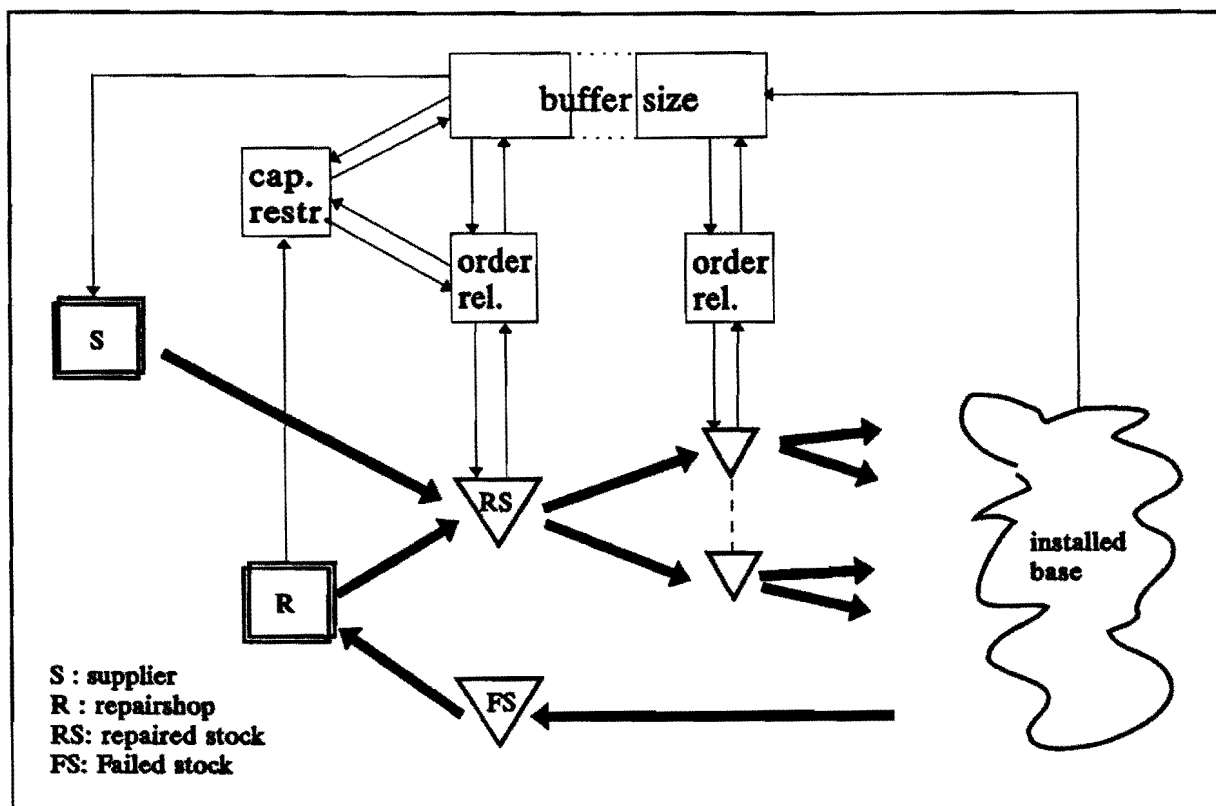 buffer size
cap.
restr.
order
rel.
order
rel.
S
RS
installed
base
R
FS
S : supplier
R : repairshop
RS: repaired stock
FS: Failed stock